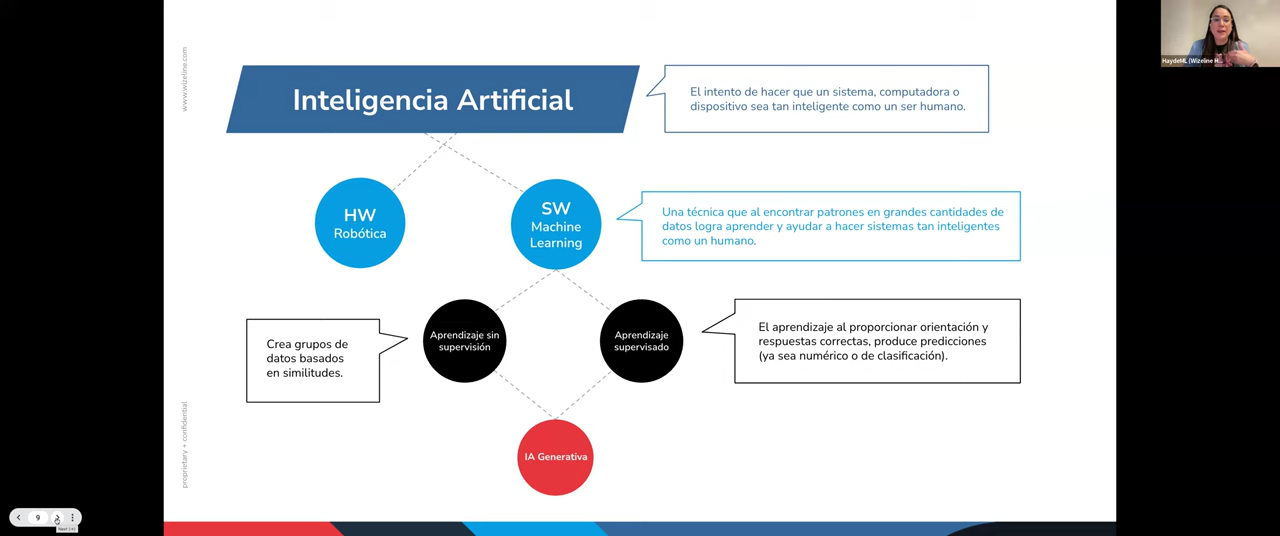 www.wizeline.com
Inteligencia Artificial
El intento de hacer que un sistema, computadora o
dispositivo sea tan inteligente como un ser humano.
HW
Robótica
SW
Machine
Learning
Una técnica que al encontrar patrones en grandes cantidades de
datos logra aprender y ayudar a hacer sistemas tan inteligentes
como un humano.
Crea grupos de
datos basados
en similitudes.
Aprendizaje sin
supervisión
Aprendizaje
supervisado
El aprendizaje al proporcionar orientación y
respuestas correctas, produce predicciones
(ya sea numérico o de clasificación).
IA Generativa
proprietary + confidential
HaydeML (Wizeline H...
9